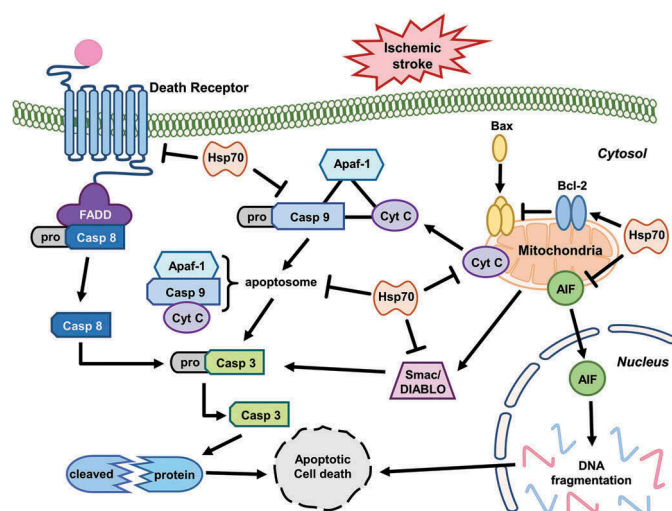 Ischemic
stroke
Death Receptor
Bax
Cytosol
Apaf-1
Hsp70
Bcl-2
FADD
pro Casp 9
Cyt C
Hsp70
pro Casp 8
Mitochondria
Cyt C
Apaf-1
Casp 9
Cyt C
apoptosome
Hsp70
AIF
Casp 8
Nucleus
pro Casp 3
Smac/
DIABLO
AIF
Casp 3
cleaved protein
Apoptotic
Cell death
DNA
fragmentation